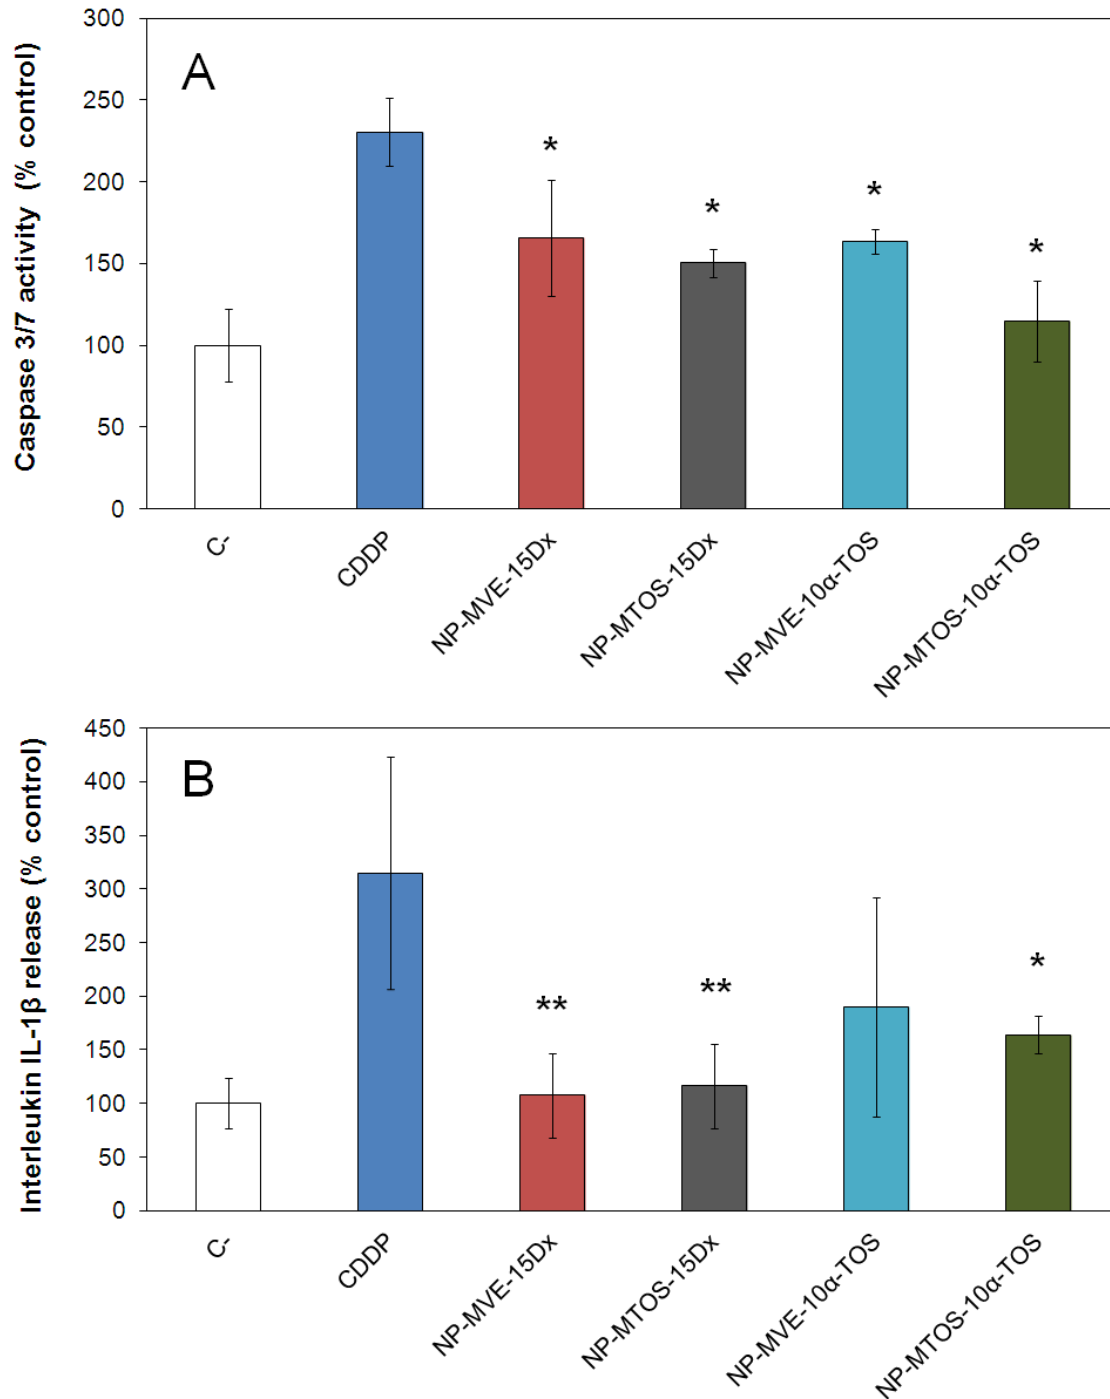 A
Caspase 3/7 activity  (% control)
300
250
200
150
100
50
0
*
*
*
*
C-
CDDP
NP-MVE-15Dx
NP-MTOS-15Dx
NP-MVE-10α-TOS
NP-MTOS-10α-TOS
B
Interleukin IL-1β release (% control)
450
400
350
300
250
200
150
100
50
0
**
**
*
C-
CDDP
NP-MVE-15Dx
NP-MTOS-15Dx
NP-MVE-10α-TOS
NP-MTOS-10α-TOS